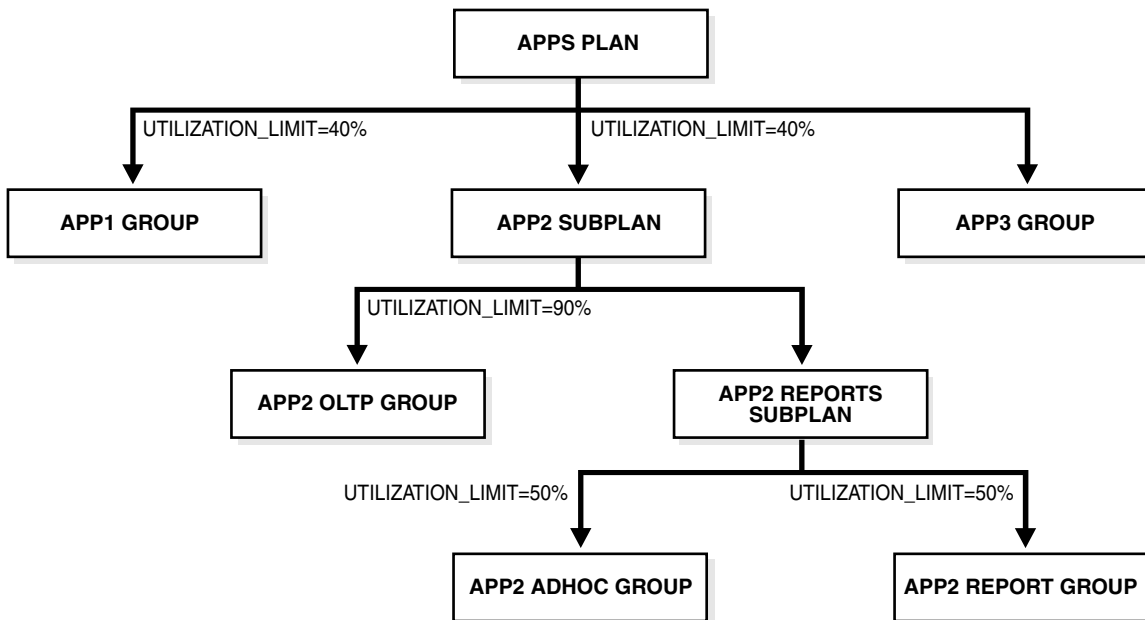 APPS PLAN
UTILIZATION_LIMIT=40%
UTILIZATION_LIMIT=40%
APP1 GROUP
APP2 SUBPLAN
APP3 GROUP
UTILIZATION_LIMIT=90%
APP2 OLTP GROUP
APP2 REPORTS
SUBPLAN
UTILIZATION_LIMIT=50%
UTILIZATION_LIMIT=50%
APP2 ADHOC GROUP
APP2 REPORT GROUP